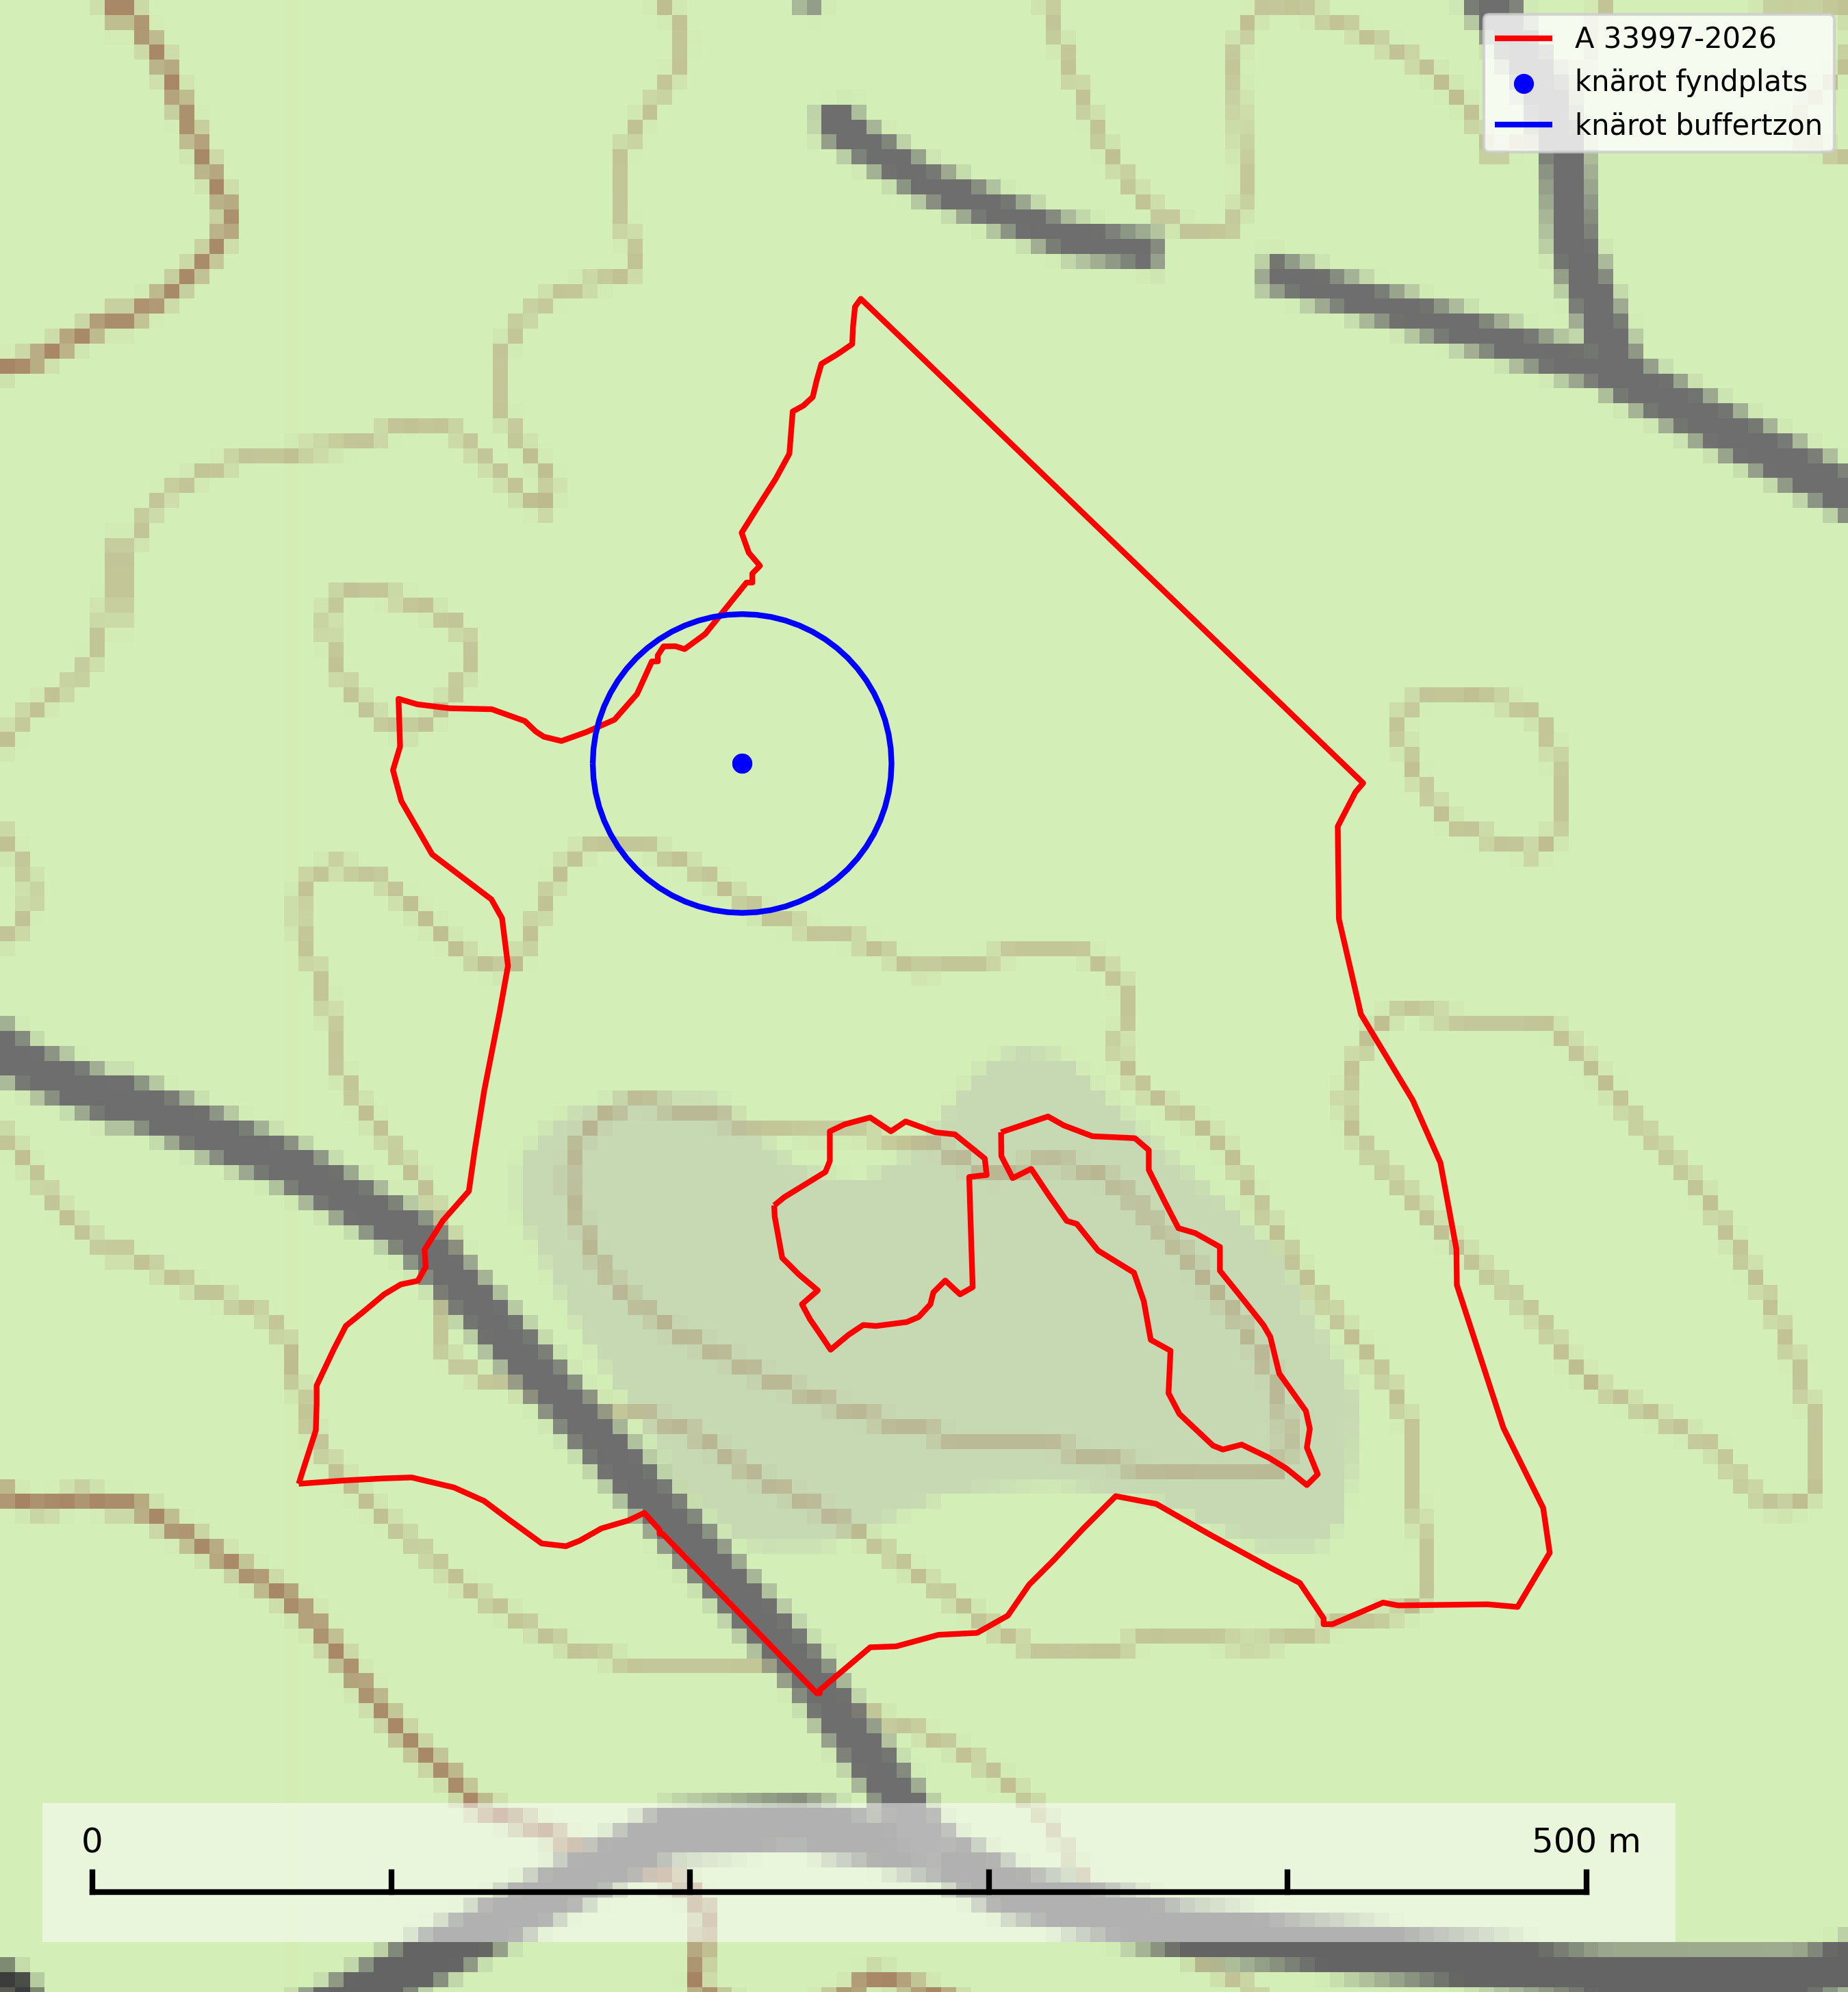 A 33997-2026
knärot fyndplats
knärot buffertzon
0
500 m